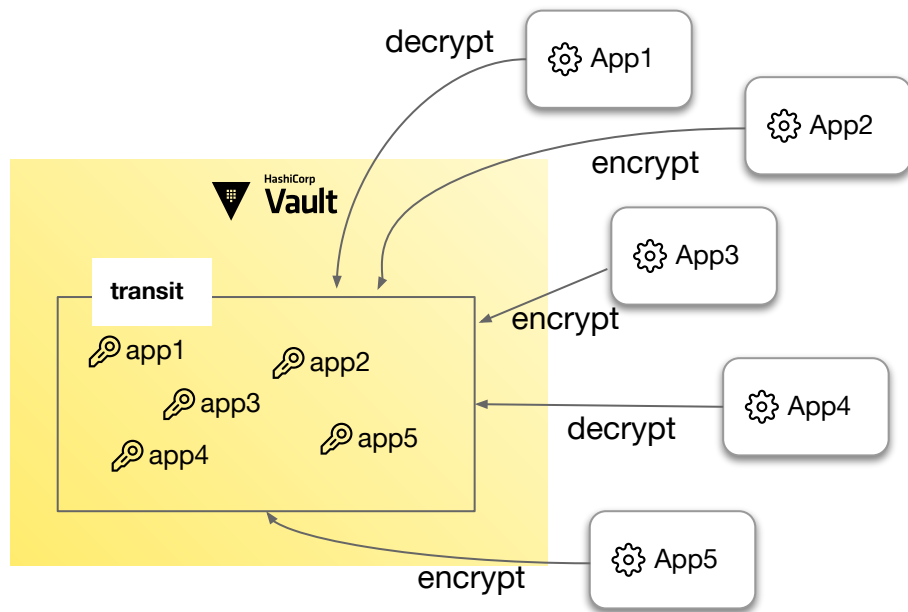 decrypt
App1
App2
encrypt
HashiCorp
Vault
App3
transit
encrypt
app1
app2
app3
App4
decrypt
app4
app5
App5
encrypt